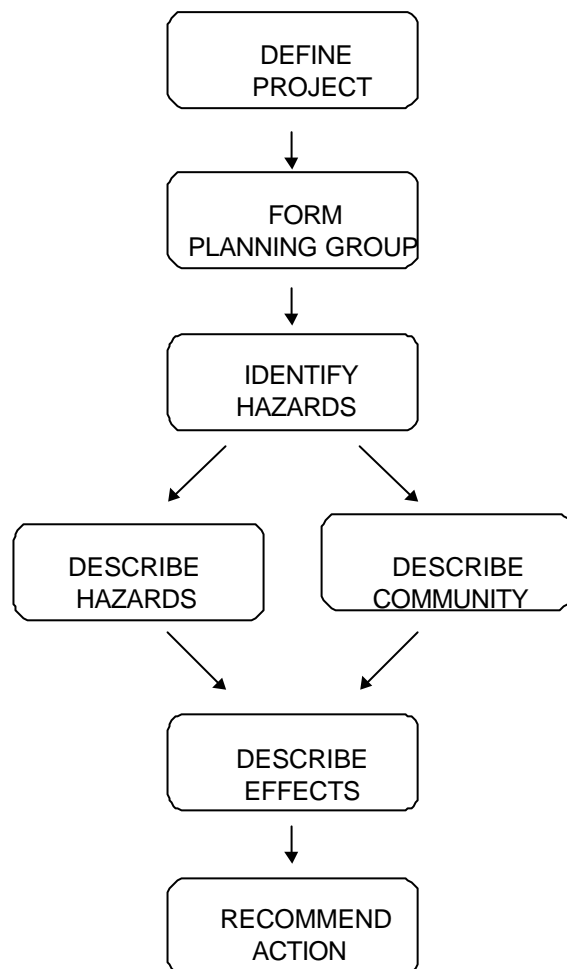 DEFINE
PROJECT
FORM
PLANNING GROUP
IDENTIFY
HAZARDS
DESCRIBE
HAZARDS
DESCRIBE
COMMUNITY
DESCRIBE
EFFECTS
RECOMMEND
ACTION